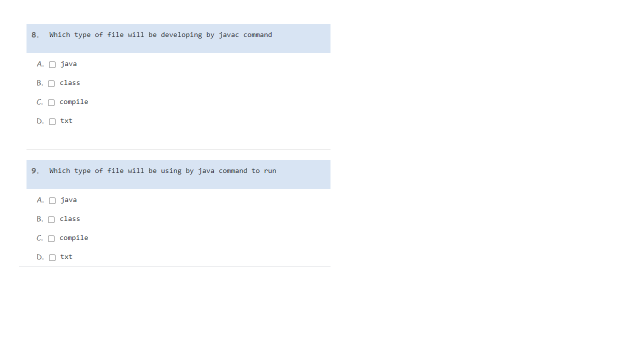 8. Which type of file will be developing by javac command
A. java
B. class
C. compile
D. txt
9. Which type of file will be using by java command to run
A. java
B. class
C. compile
D. txt